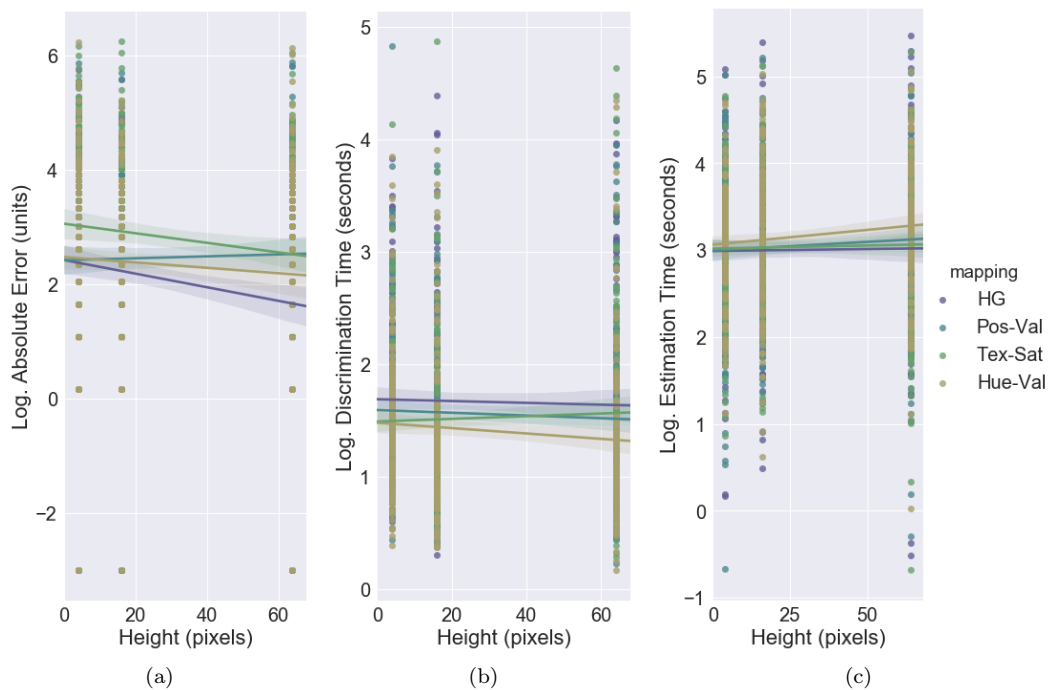 Log. Absolute Error (units)
6
4
2
0
−2
0
20
40
60
Height (pixels)
(a)
Log. Discrimination Time (seconds)
5
4
3
2
1
0
0
20
40
60
Height (pixels)
(b)
Log. Estimation Time (seconds)
5
4
3
2
1
0
−1
0
25
50
Height (pixels)
(c)
mapping
HG
Pos-Val
Tex-Sat
Hue-Val